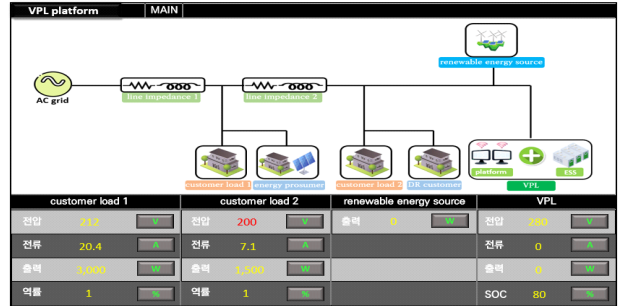 VPL platform MAIN
renewable energy source
AC grid
line impedance 1 line impedance 2
customer load 1 energy prosumer customer load 2 DR customer
platform ESS
VPL
customer load 1 customer load 2 renewable energy source VPL
전압 212 V 전압 200 V 출력 0 W 전압 280 V
전류 20.4 A 전류 7.1 A 전류 0 A
출력 3,000 W 출력 1,500 W 출력 0 W
역률 1 % 역률 1 % SOC 80 %